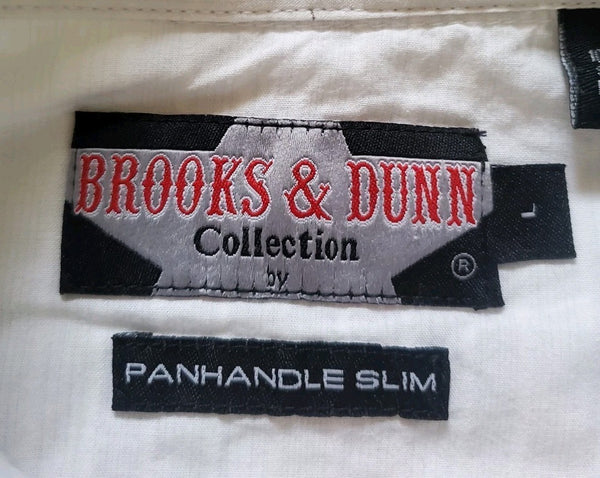 BROOKS & DUNN
Collection
by
®
L
PANHANDLE SLIM